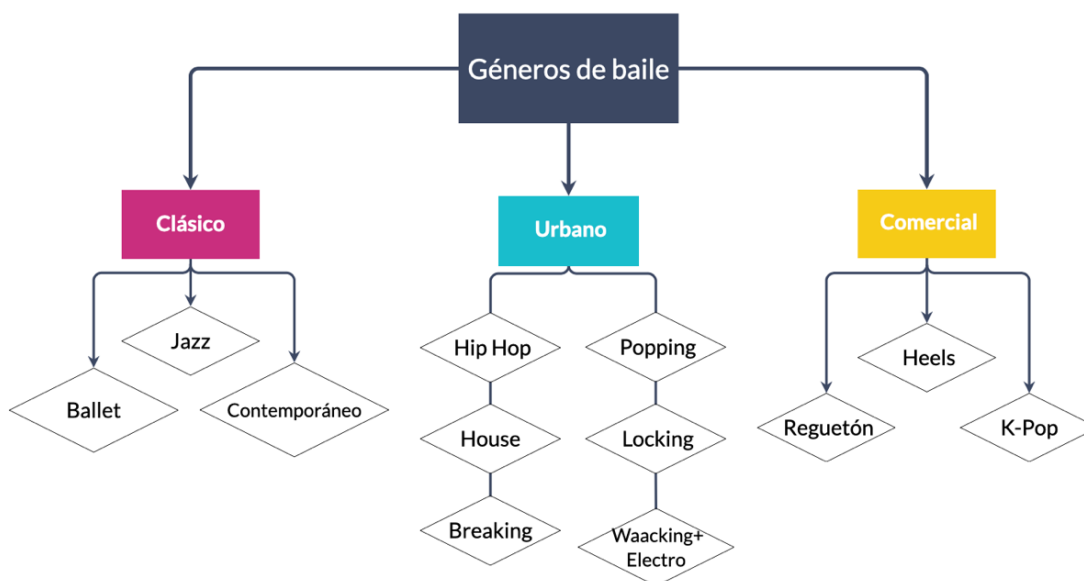 Géneros de baile
Clásico
Urbano
Comercial
Jazz
Ballet
Contemporáneo
Hip Hop
Popping
House
Locking
Breaking
Waacking+
Electro
Heels
Reguetón
K-Pop